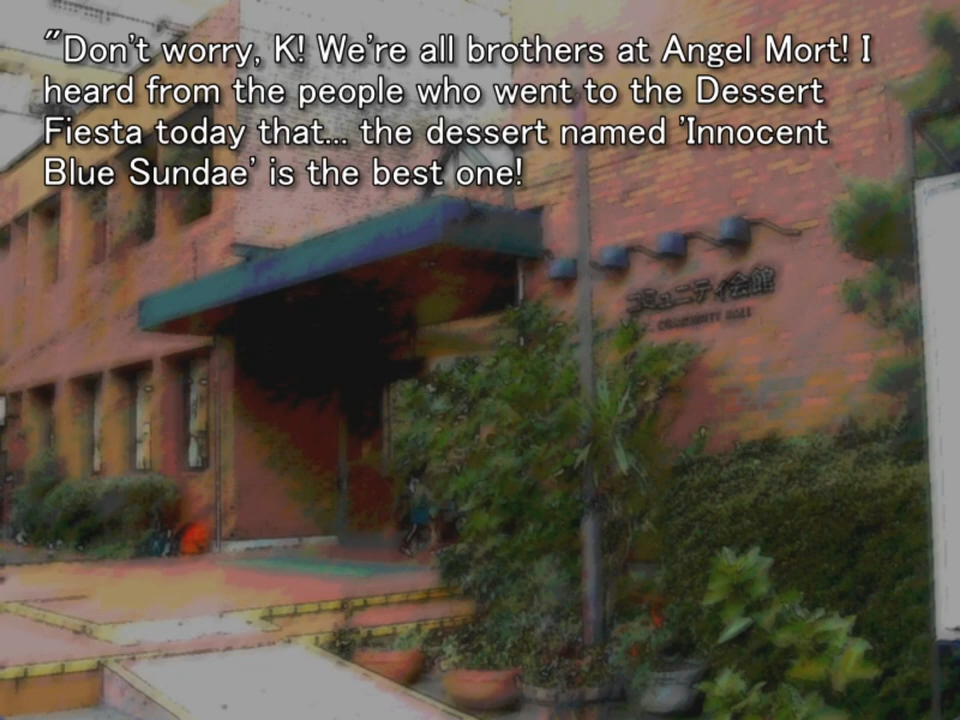 “Don't worry, K! We're all brothers at Angel Mort! I
heard from the people who went to the Dessert
Fiesta today that... the dessert named 'Innocent
Blue Sundae' is the best one!
コミュニティ会館
COMMUNITY HALL